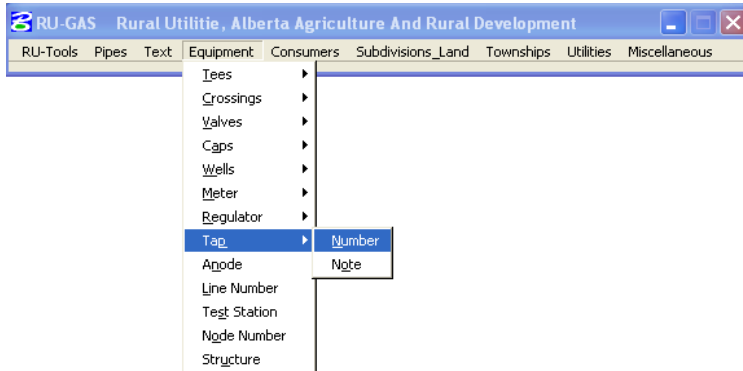 RU-GAS Rural Utilitie, Alberta Agriculture And Rural Development
RU-Tools Pipes Text Equipment Consumers Subdivisions_Land Townships Utilities Miscellaneous
Tees
Crossings
Valves
Caps
Wells
Meter
Regulator
Tap Number
Anode Note
Line Number
Test Station
Node Number
Structure